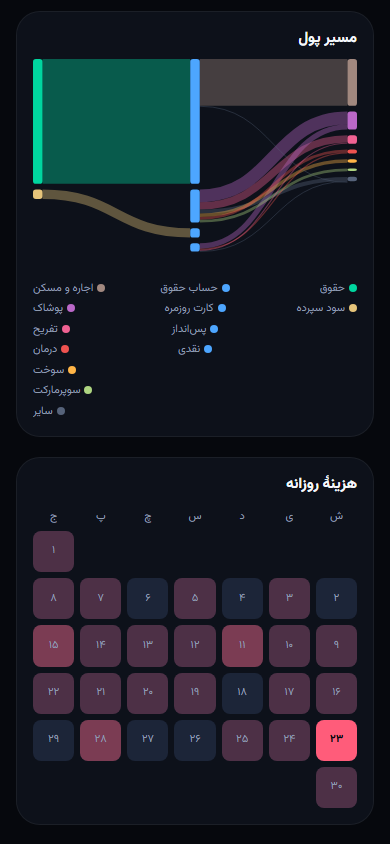 مسیر پول
حقوق حساب حقوق اجاره و مسکن
سود سپرده کارت روزمره پوشاک
پس‌انداز تفریح
نقدی درمان
سوخت
سوپرمارکت
سایر
هزینهٔ روزانه
ش ی د س چ پ ج
۱
۲ ۳ ۴ ۵ ۶ ۷ ۸
۹ ۱۰ ۱۱ ۱۲ ۱۳ ۱۴ ۱۵
۱۶ ۱۷ ۱۸ ۱۹ ۲۰ ۲۱ ۲۲
۲۳ ۲۴ ۲۵ ۲۶ ۲۷ ۲۸ ۲۹
۳۰